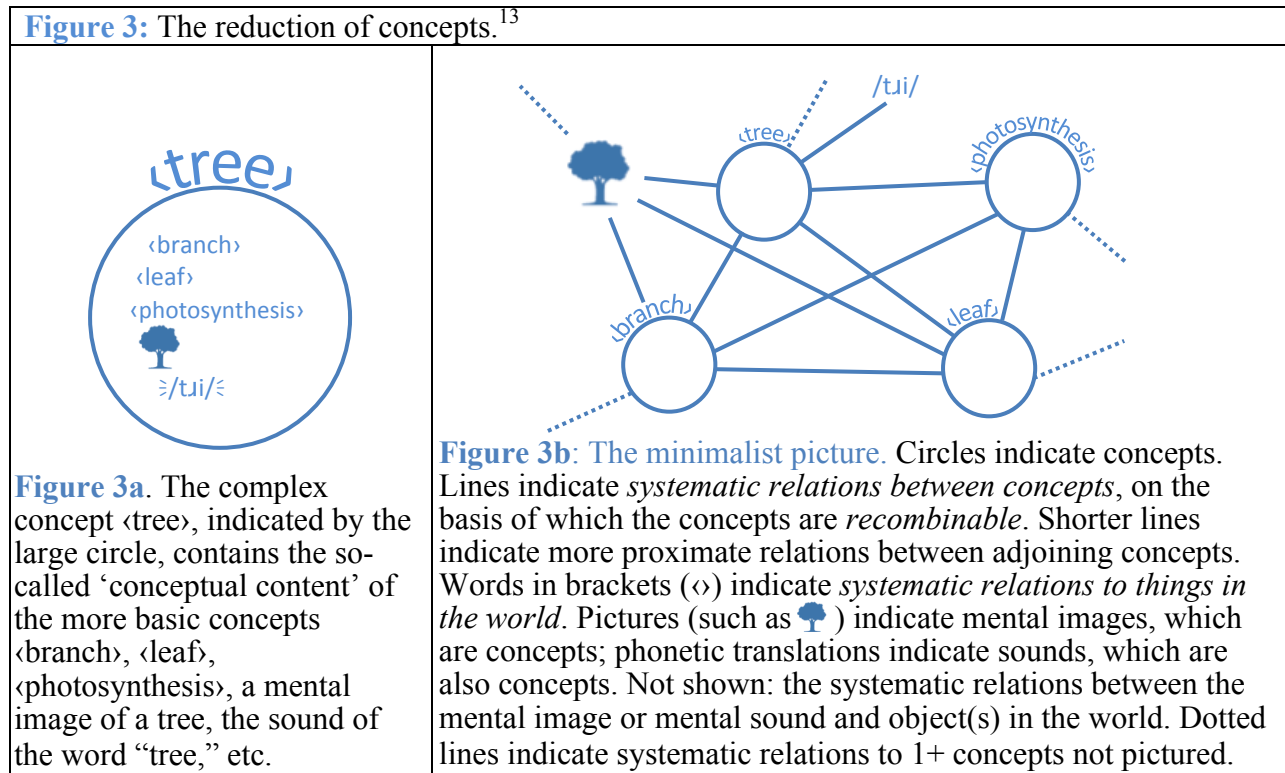 Figure 3: The reduction of concepts.13
‹tree›
‹branch›
‹leaf›
‹photosynthesis›
/tɹi/
Figure 3a. The complex
concept ‹tree›, indicated by the
large circle, contains the so-
called ‘conceptual content’ of
the more basic concepts
‹branch›, ‹leaf›,
‹photosynthesis›, a mental
image of a tree, the sound of
the word “tree,” etc.
/tɹi/
‹tree›
‹photosynthesis›
‹branch›
‹leaf›
Figure 3b: The minimalist picture. Circles indicate concepts.
Lines indicate systematic relations between concepts, on the
basis of which the concepts are recombinable. Shorter lines
indicate more proximate relations between adjoining concepts.
Words in brackets (‹›) indicate systematic relations to things in
the world. Pictures (such as ) indicate mental images, which
are concepts; phonetic translations indicate sounds, which are
also concepts. Not shown: the systematic relations between the
mental image or mental sound and object(s) in the world. Dotted
lines indicate systematic relations to 1+ concepts not pictured.